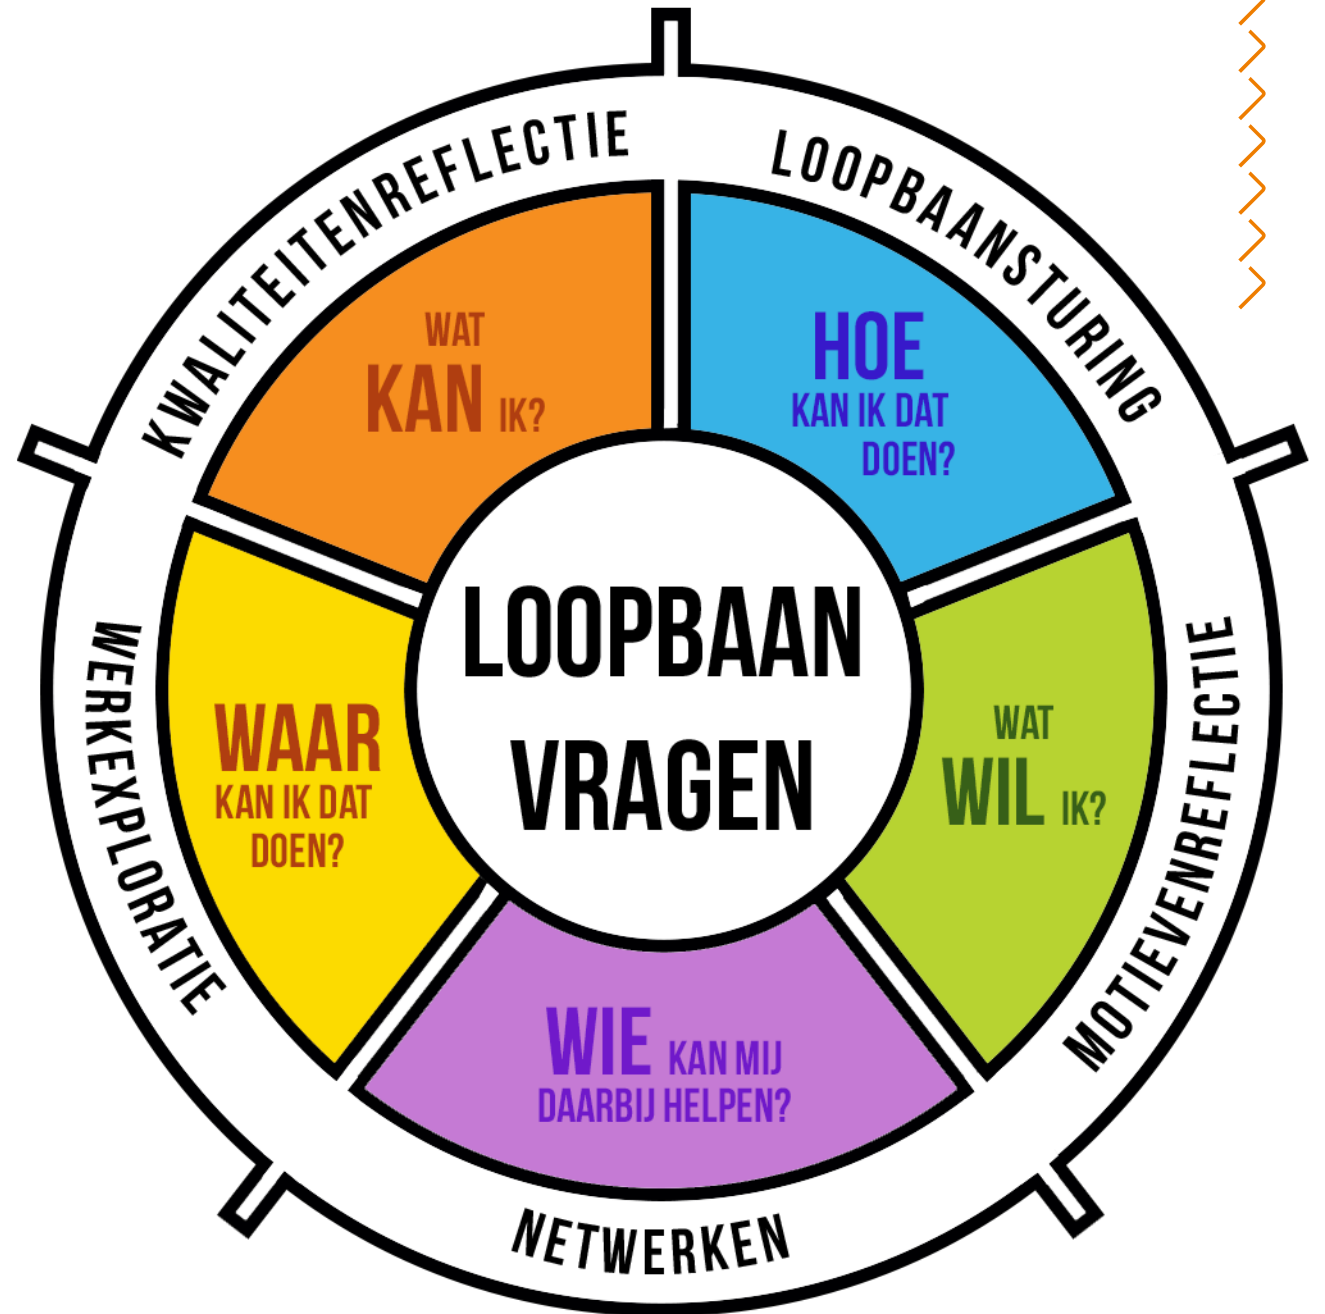 KWALITEITENREFLECTIE
LOOPBAANSTURING
WAT
KAN IK?
HOE
KAN IK DAT
DOEN?
LOOPBAAN
VRAGEN
WERKEXPLORATIE
WAAR
KAN IK DAT
DOEN?
WAT
WIL IK?
MOTIEVENREFLECTIE
WIE KAN MIJ
DAARBIJ HELPEN?
NETWERKEN